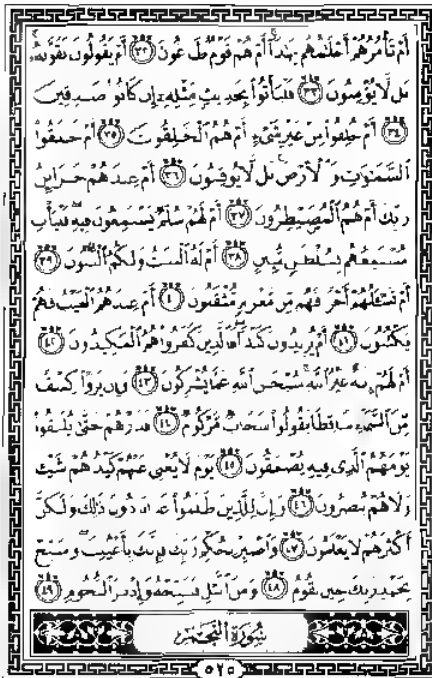 أَمْ تَأْمُرُهُمْ أَحْلَٰمُهُم بِهَٰذَآ أَمْ هُمْ قَوْمٌ طَاغُونَ ٣٢ أَمْ يَقُولُونَ تَقَوَّلَهُۥ
بَل لَّا يُؤْمِنُونَ ٣٣ فَلْيَأْتُوا۟ بِحَدِيثٍ مِّثْلِهِۦٓ إِن كَانُوا۟ صَٰدِقِينَ
٣٤ أَمْ خُلِقُوا۟ مِنْ غَيْرِ شَىْءٍ أَمْ هُمُ ٱلْخَٰلِقُونَ ٣٥ أَمْ خَلَقُوا۟
ٱلسَّمَٰوَٰتِ وَٱلْأَرْضَ بَل لَّا يُوقِنُونَ ٣٦ أَمْ عِندَهُمْ خَزَآئِنُ
رَبِّكَ أَمْ هُمُ ٱلْمُصَۣيْطِرُونَ ٣٧ أَمْ لَهُمْ سُلَّمٌ يَسْتَمِعُونَ فِيهِ فَلْيَأْتِ
مُسْتَمِعُهُم بِسُلْطَٰنٍ مُّبِينٍ ٣٨ أَمْ لَهُ ٱلْبَنَٰتُ وَلَكُمُ ٱلْبَنُونَ ٣٩
أَمْ تَسْـَٔلُهُمْ أَجْرًا فَهُم مِّن مَّغْرَمٍ مُّثْقَلُونَ ٤٠ أَمْ عِندَهُمُ ٱلْغَيْبُ فَهُمْ
يَكْتُبُونَ ٤١ أَمْ يُرِيدُونَ كَيْدًا فَٱلَّذِينَ كَفَرُوا۟ هُمُ ٱلْمَكِيدُونَ ٤٢
أَمْ لَهُمْ إِلَٰهٌ غَيْرُ ٱللَّهِ سُبْحَٰنَ ٱللَّهِ عَمَّا يُشْرِكُونَ ٤٣ وَإِن يَرَوْا۟ كِسْفًا
مِّنَ ٱلسَّمَآءِ سَاقِطًا يَقُولُوا۟ سَحَابٌ مَّرْكُومٌ ٤٤ فَذَرْهُمْ حَتَّىٰ يُلَٰقُوا۟
يَوْمَهُمُ ٱلَّذِى فِيهِ يُصْعَقُونَ ٤٥ يَوْمَ لَا يُغْنِى عَنْهُمْ كَيْدُهُمْ شَيْـًٔا
وَلَا هُمْ يُنصَرُونَ ٤٦ وَإِنَّ لِلَّذِينَ ظَلَمُوا۟ عَذَابًا دُونَ ذَٰلِكَ وَلَٰكِنَّ
أَكْثَرَهُمْ لَا يَعْلَمُونَ ٤٧ وَٱصْبِرْ لِحُكْمِ رَبِّكَ فَإِنَّكَ بِأَعْيُنِنَا وَسَبِّحْ
بِحَمْدِ رَبِّكَ حِينَ تَقُومُ ٤٨ وَمِنَ ٱلَّيْلِ فَسَبِّحْهُ وَإِدْبَٰرَ ٱلنُّجُومِ ٤٩
سُورَةُ النَّجْمِ
٥٢٥